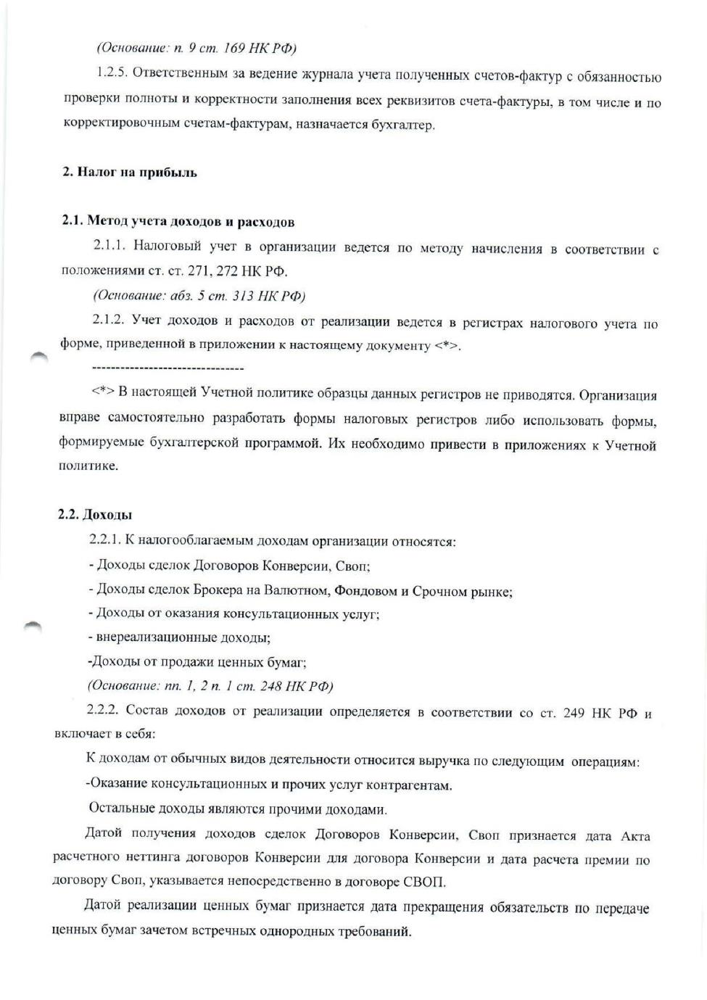 (Основание: п. 9 ст. 169 НК РФ)
1.2.5. Ответственным за ведение журнала учета полученных счетов-фактур с обязанностью
проверки полноты и корректности заполнения всех реквизитов счета-фактуры, в том числе и по
корректировочным счетам-фактурам, назначается бухгалтер.
2. Налог на прибыль
2.1. Метод учета доходов и расходов
2.1.1. Налоговый учет в организации ведется по методу начисления в соответствии с
положениями ст. ст. 271, 272 НК РФ.
(Основание: абз. 5 ст. 313 НК РФ)
2.1.2. Учет доходов и расходов от реализации ведется в регистрах налогового учета по
форме, приведенной в приложении к настоящему документу <*>.
--------------------------------
<*> В настоящей Учетной политике образцы данных регистров не приводятся. Организация
вправе самостоятельно разработать формы налоговых регистров либо использовать формы,
формируемые бухгалтерской программой. Их необходимо привести в приложениях к Учетной
политике.
2.2. Доходы
2.2.1. К налогооблагаемым доходам организации относятся:
- Доходы сделок Договоров Конверсии, Своп;
- Доходы сделок Брокера на Валютном, Фондовом и Срочном рынке;
- Доходы от оказания консультационных услуг;
- внереализационные доходы;
-Доходы от продажи ценных бумаг;
(Основание: пп. 1, 2 п. 1 ст. 248 НК РФ)
2.2.2. Состав доходов от реализации определяется в соответствии со ст. 249 НК РФ и
включает в себя:
К доходам от обычных видов деятельности относится выручка по следующим операциям:
-Оказание консультационных и прочих услуг контрагентам.
Остальные доходы являются прочими доходами.
Датой получения доходов сделок Договоров Конверсии, Своп признается дата Акта
расчетного неттинга договоров Конверсии для договора Конверсии и дата расчета премии по
договору Своп, указывается непосредственно в договоре СВОП.
Датой реализации ценных бумаг признается дата прекращения обязательств по передаче
ценных бумаг зачетом встречных однородных требований.